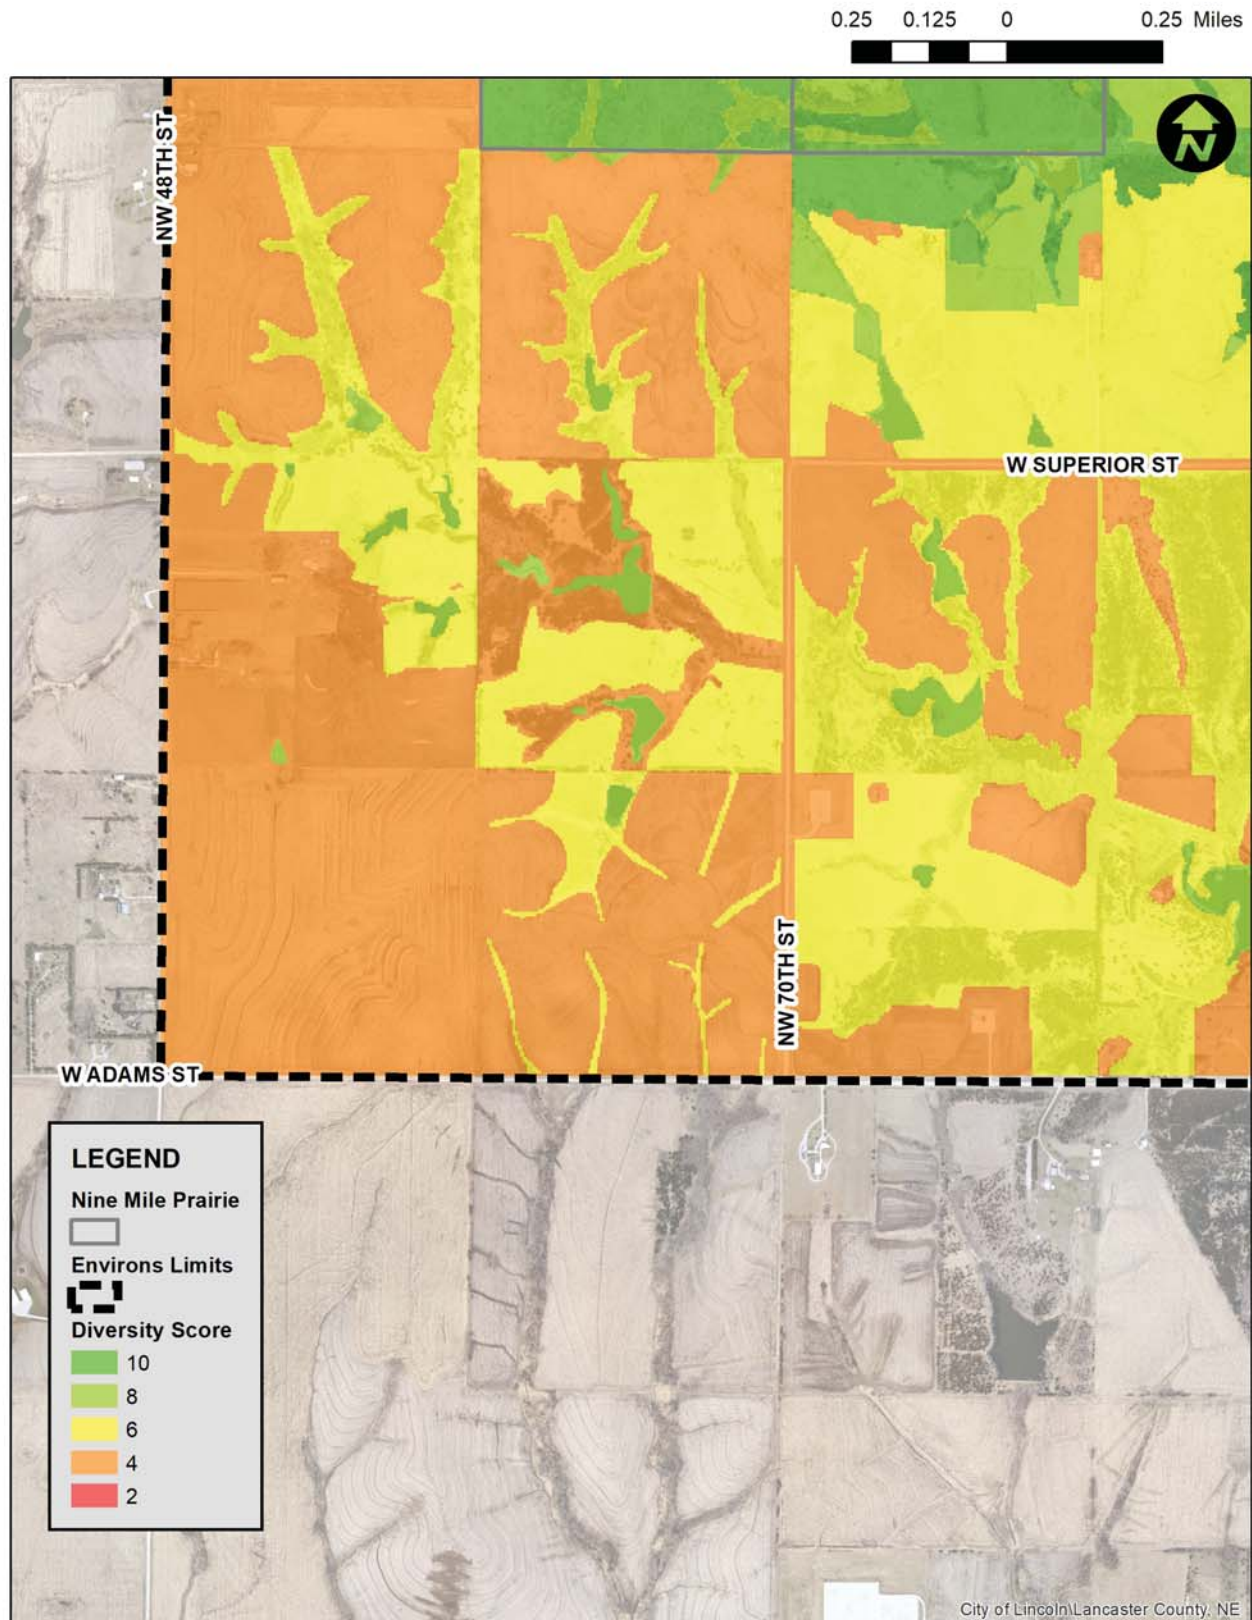 0.25 0.125 0 0.25 Miles
N
NW 48TH ST
W SUPERIOR ST
NW 70TH ST
W ADAMS ST
LEGEND
Nine Mile Prairie
Environs Limits
Diversity Score
10
8
6
4
2
City of Lincoln\Lancaster County, NE